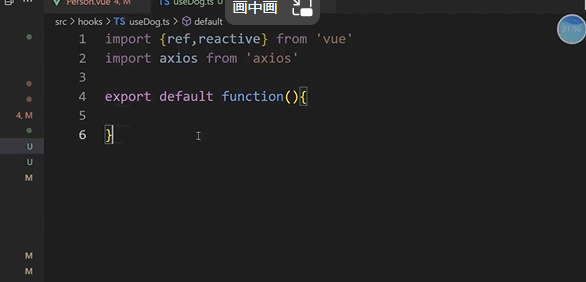 Person.vue 4, M
useDog.ts U
画中画
src > hooks > TS useDog.ts > default
1 import {ref,reactive} from 'vue'
2 import axios from 'axios'
3
4 export default function(){
5
6 }
4, M
U
U
M
M
M